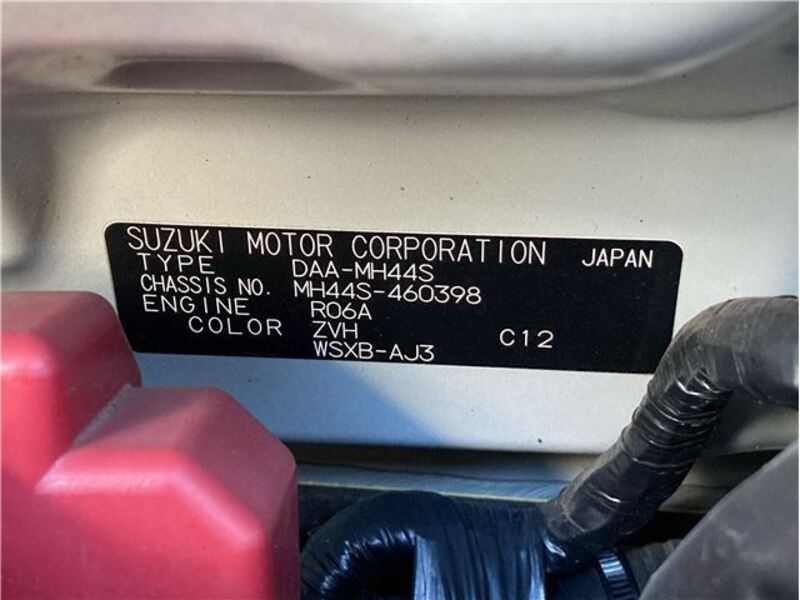 SUZUKI MOTOR CORPORATION JAPAN
TYPE DAA-MH44S
CHASSIS NO. MH44S-460398
ENGINE R06A
COLOR ZVH C12
WSXB-AJ3